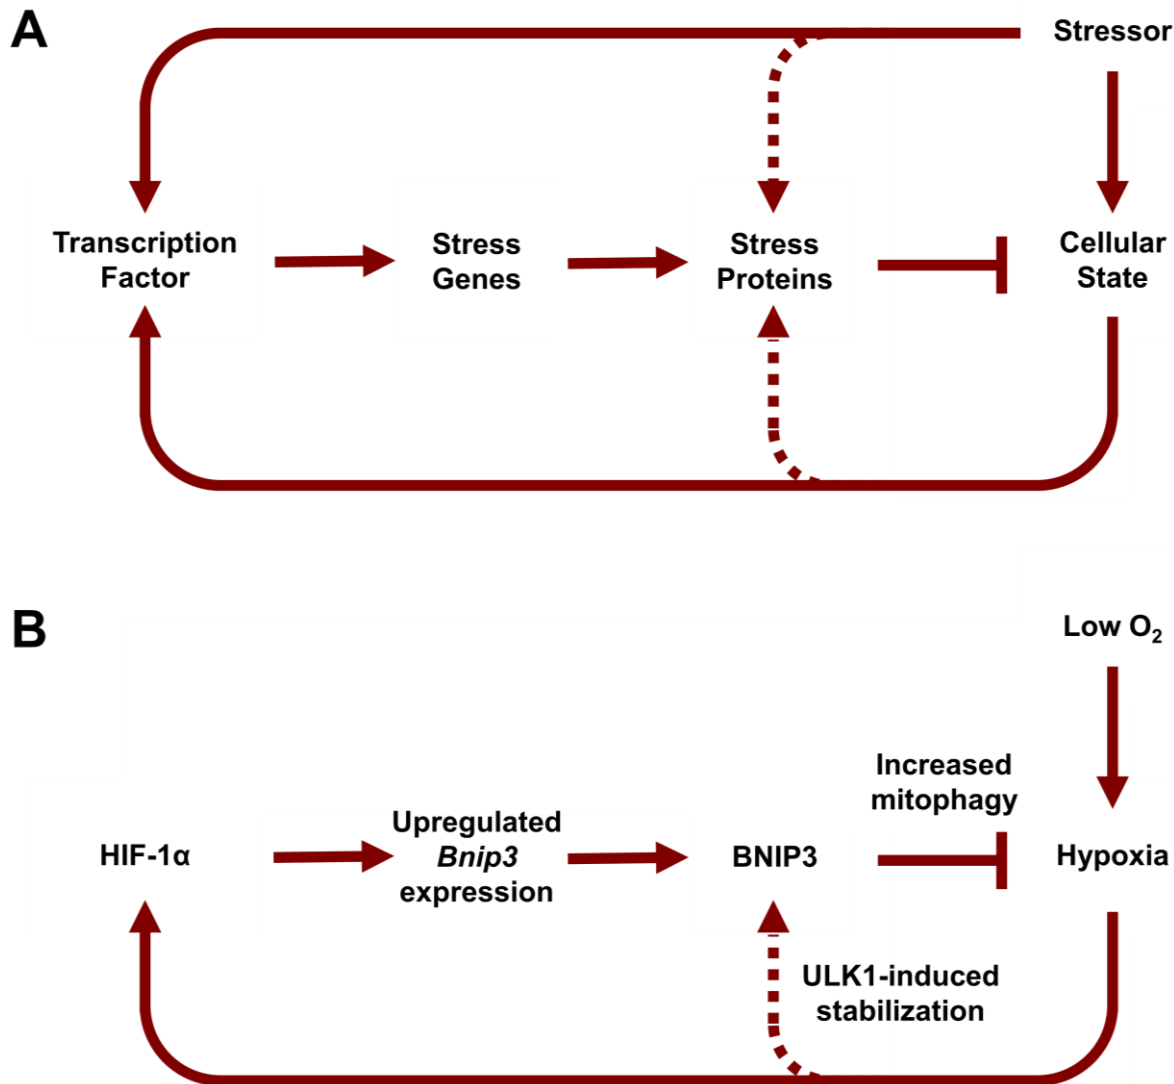 A
Stressor
Transcription
Factor
Stress
Genes
Stress
Proteins
Cellular
State
B
Low O₂
Increased
mitophagy
HIF-1α
Upregulated
Bnip3
expression
BNIP3
Hypoxia
ULK1-induced
stabilization